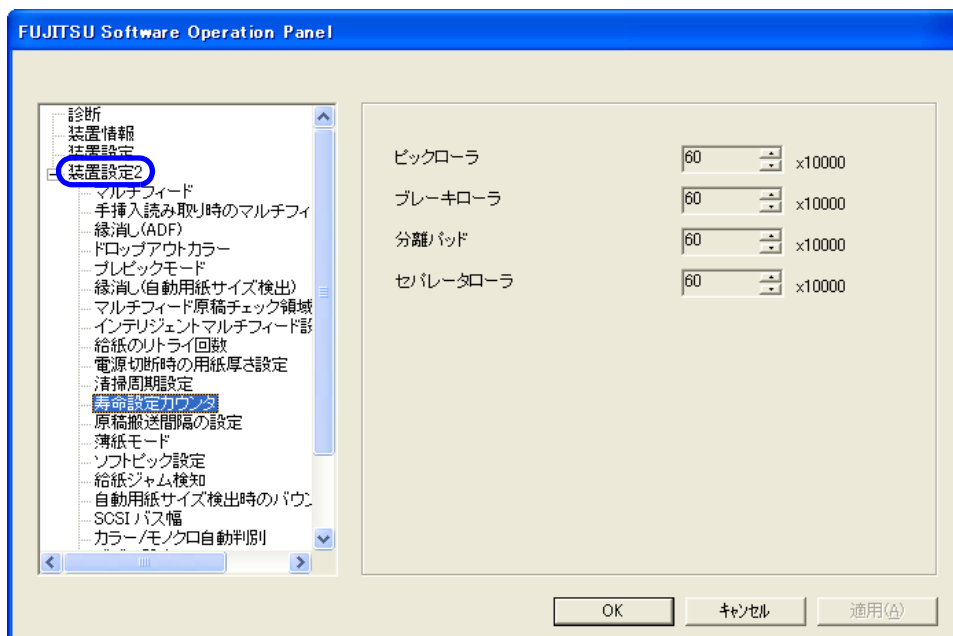 FUJITSU Software Operation Panel
診断
装置情報
装置設定
装置設定2
マルチフィード
手挿入読み取り時のマルチフィ
縁消し(ADF)
ドロップアウトカラー
プレピックモード
縁消し(自動用紙サイズ検出)
マルチフィード原稿チェック領域
インテリジェントマルチフィード設
給紙のリトライ回数
電源切断時の用紙厚さ設定
清掃周期設定
寿命設定カウンタ
原稿搬送間隔の設定
薄紙モード
ソフトピック設定
給紙ジャム検知
自動用紙サイズ検出時のバウン
SCSI バス幅
カラー/モノクロ自動判別
ピックローラ 60 x10000
ブレーキローラ 60 x10000
分離パッド 60 x10000
セパレータローラ 60 x10000
OK キャンセル 適用(A)